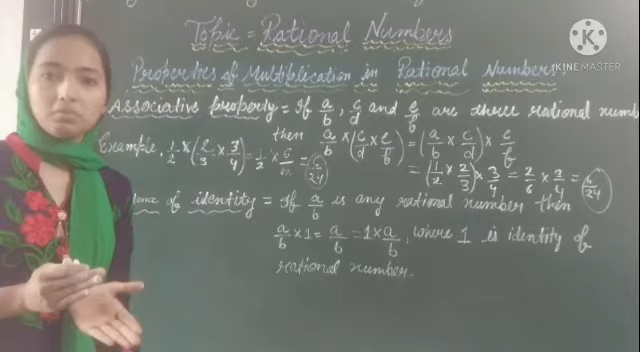 Topic = Rational Numbers
KINEMASTER
Properties of Multiplication in Rational Numbers
Associative property = If a/b, c/d and e/f are three rational num
then a/b × (c/d × e/f) = (a/b × c/d) × e/f
Example. 1/2 × (2/3 × 3/4) = 1/2 × 6/12 = 6/24
= (1/2 × 2/3) × 3/4 = 2/6 × 3/4 = 6/24
of identity = If a/b is any rational number then
a/b × 1 = a/b = 1 × a/b, where 1 is identity of
rational number.